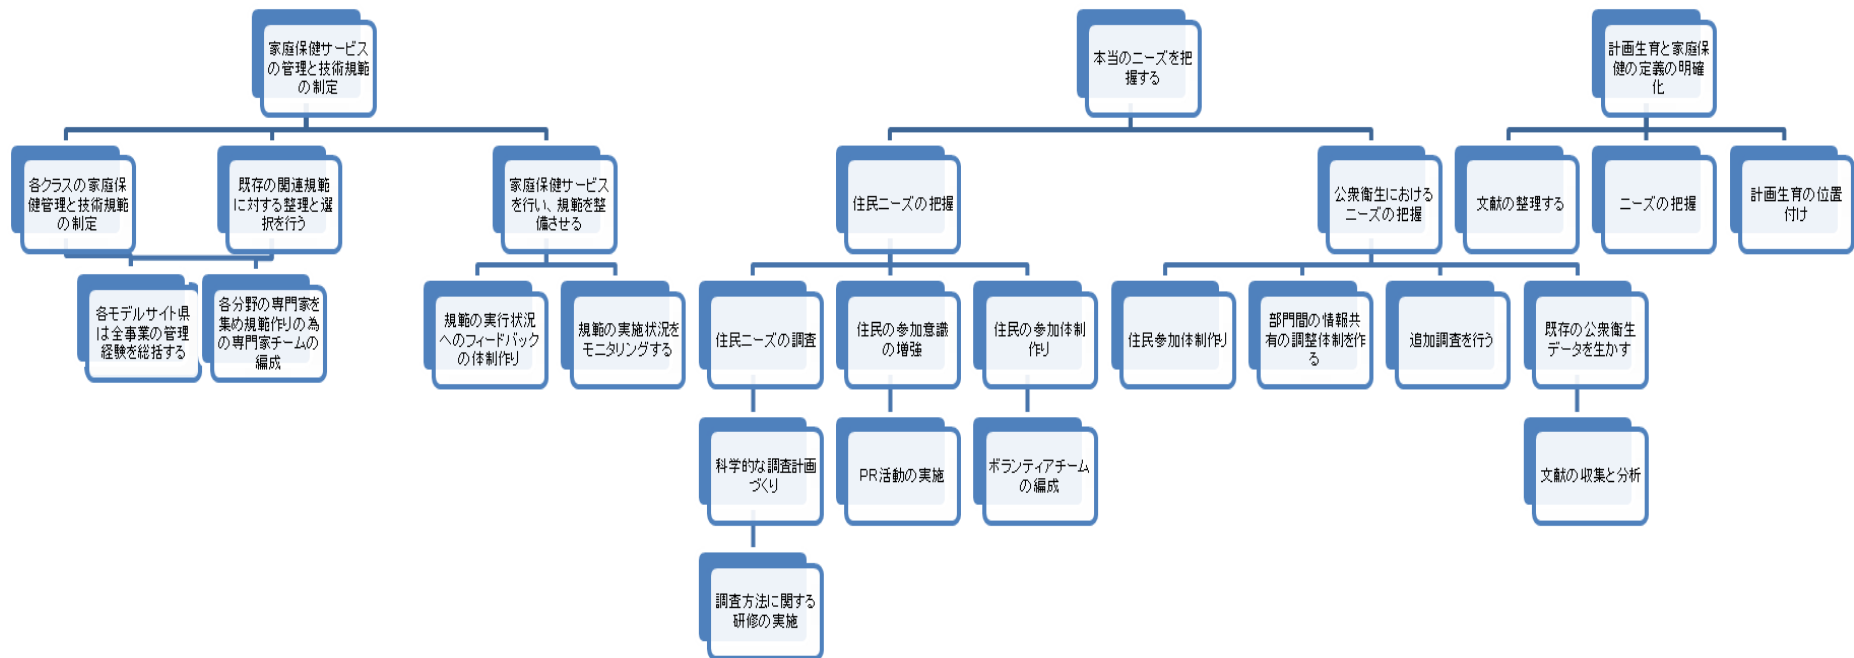 家庭保健サービス
の管理と技術規範
の制定
本当のニーズを把
握する
計画生育と家庭保
健の定義の明確
化
各クラスの家庭保
健管理と技術規範
の制定
既存の関連規範
に対する整理と選
択を行う
家庭保健サービス
を行い、規範を整
備させる
住民ニーズの把握
公衆衛生における
ニーズの把握
文献の整理する
ニーズの把握
計画生育の位置
付け
各モデルサイト県
は全事業の管理
経験を総括する
各分野の専門家を
集め規範作りの為
の専門家チームの
編成
規範の実行状況
へのフィードバック
の体制作り
規範の実施状況を
モニタリングする
住民ニーズの調査
住民の参加意識
の増強
住民の参加体制
作り
住民参加体制作り
部門間の情報共
有の調整体制を作
る
追加調査を行う
既存の公衆衛生
データを生かす
科学的な調査計画
づくり
PR活動の実施
ボランティアチーム
の編成
文献の収集と分析
調査方法に関する
研修の実施